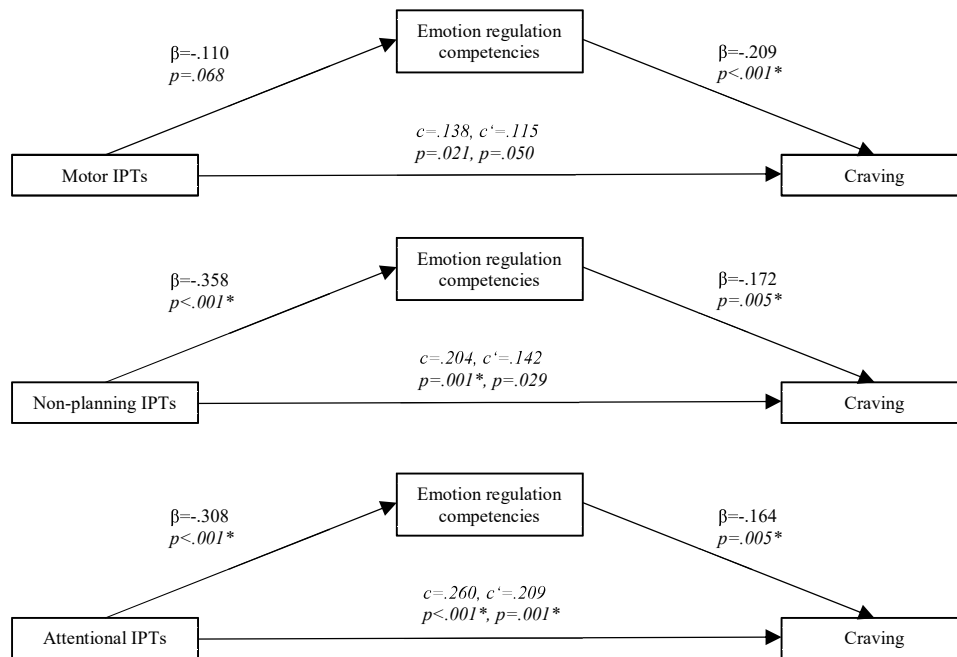 Emotion regulation
competencies
β=-.110
p=.068
β=-.209
p<.001*
c=.138, c‘=.115
p=.021, p=.050
Motor IPTs
Craving
Emotion regulation
competencies
β=-.358
p<.001*
β=-.172
p=.005*
c=.204, c‘=.142
p=.001*, p=.029
Non-planning IPTs
Craving
Emotion regulation
competencies
β=-.308
p<.001*
β=-.164
p=.005*
c=.260, c‘=.209
p<.001*, p=.001*
Attentional IPTs
Craving